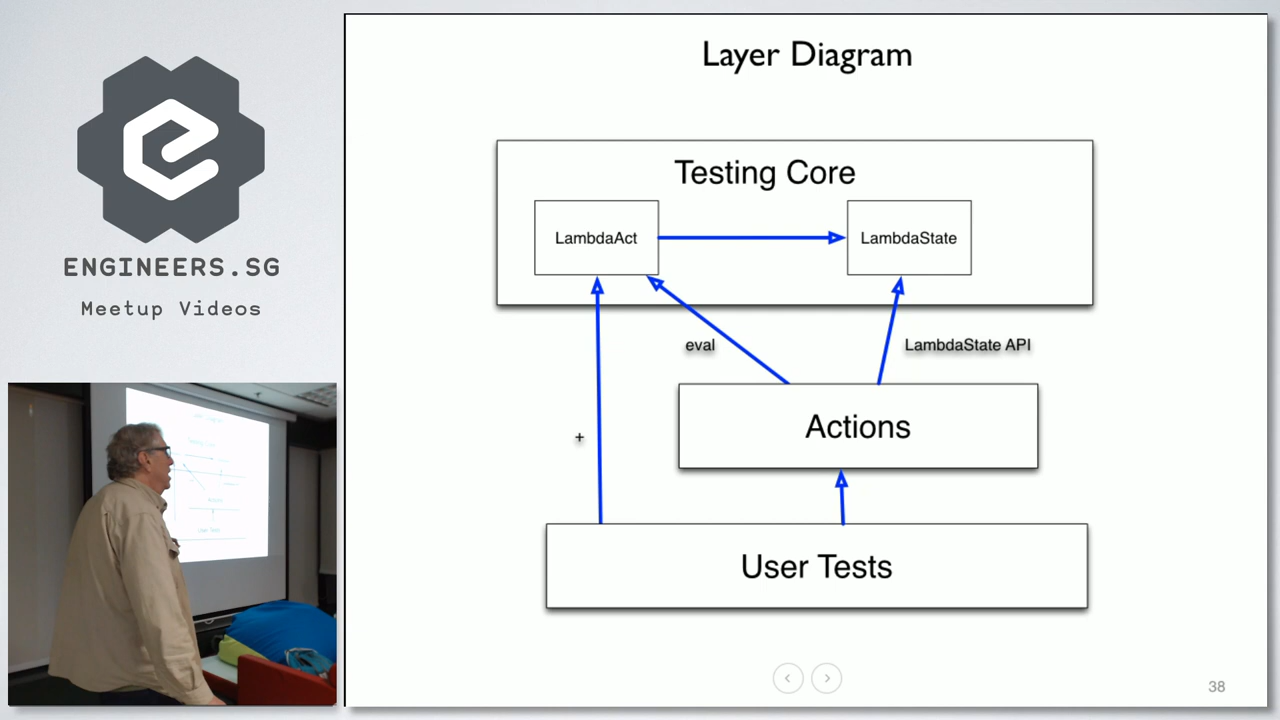 ENGINEERS.SG
Meetup Videos
Layer Diagram
Testing Core
LambdaAct
LambdaState
eval
LambdaState API
+
Actions
User Tests
38